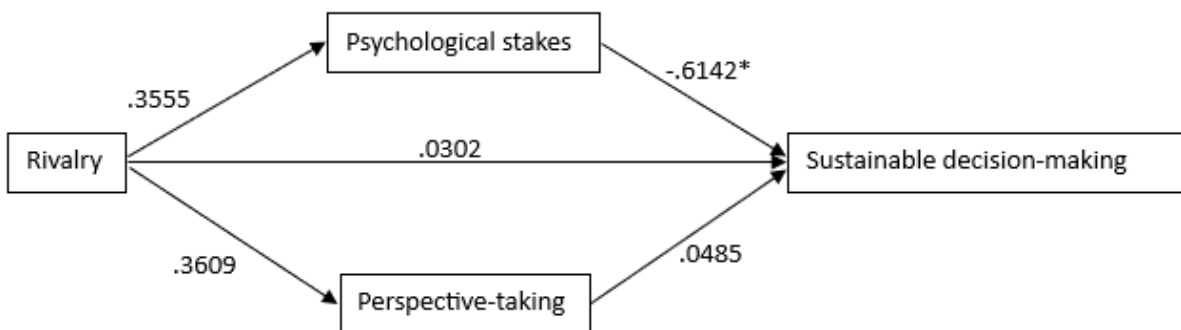 Psychological stakes
-.6142*
.3555
Rivalry
.0302
Sustainable decision-making
.3609
.0485
Perspective-taking